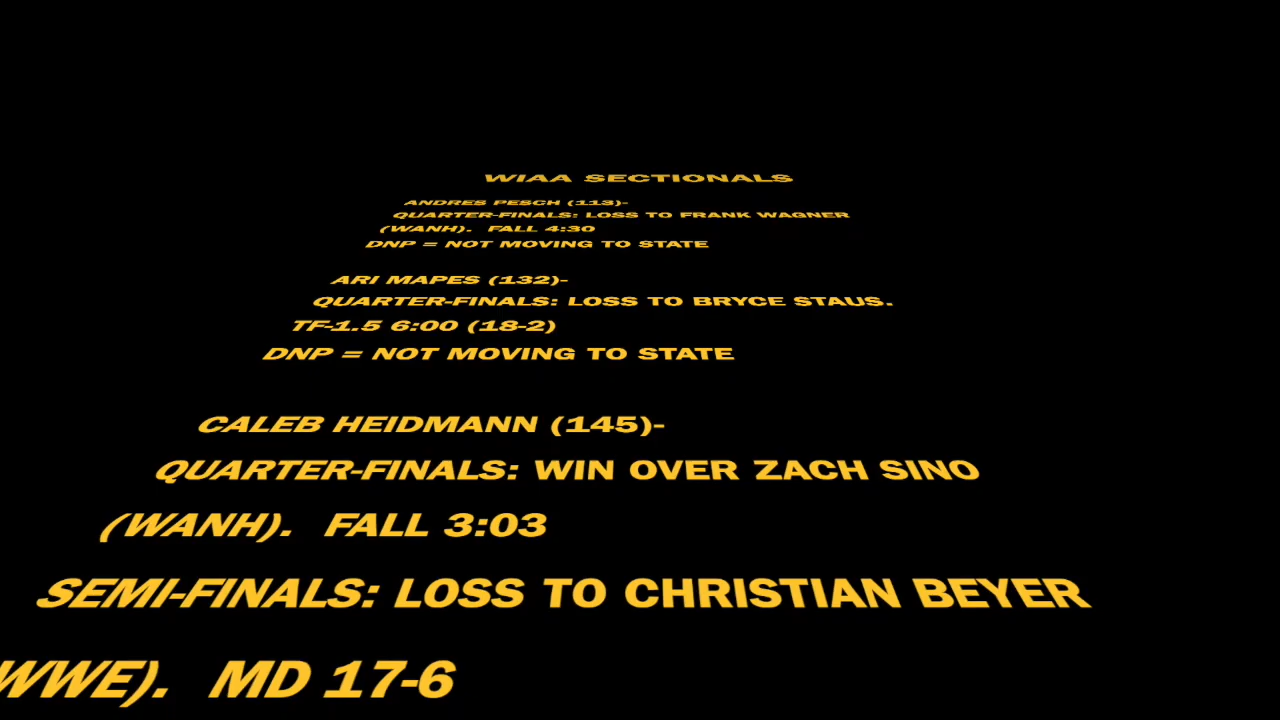 WIAA SECTIONALS
ANDRES PESCH (113)-
QUARTER-FINALS: LOSS TO FRANK WAGNER
(WANH).  FALL 4:30
DNP = NOT MOVING TO STATE
ARI MAPES (132)-
QUARTER-FINALS: LOSS TO BRYCE STAUS.
TF-1.5 6:00 (18-2)
DNP = NOT MOVING TO STATE
CALEB HEIDMANN (145)-
QUARTER-FINALS: WIN OVER ZACH SINO
(WANH).  FALL 3:03
SEMI-FINALS: LOSS TO CHRISTIAN BEYER
WWE).  MD 17-6